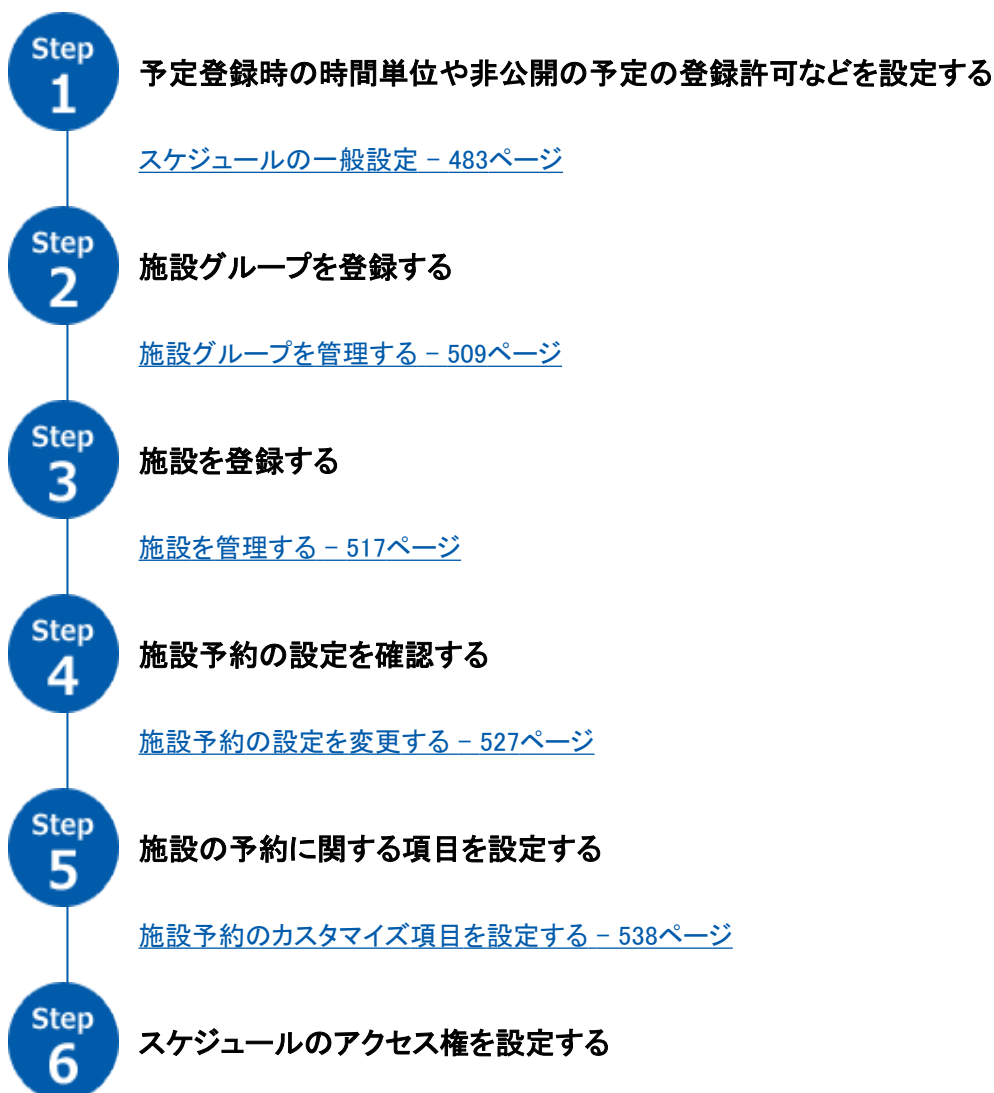 Step
1
予定登録時の時間単位や非公開の予定の登録許可などを設定する
スケジュールの一般設定 - 483ページ
Step
2
施設グループを登録する
施設グループを管理する - 509ページ
Step
3
施設を登録する
施設を管理する - 517ページ
Step
4
施設予約の設定を確認する
施設予約の設定を変更する - 527ページ
Step
5
施設の予約に関する項目を設定する
施設予約のカスタマイズ項目を設定する - 538ページ
Step
6
スケジュールのアクセス権を設定する